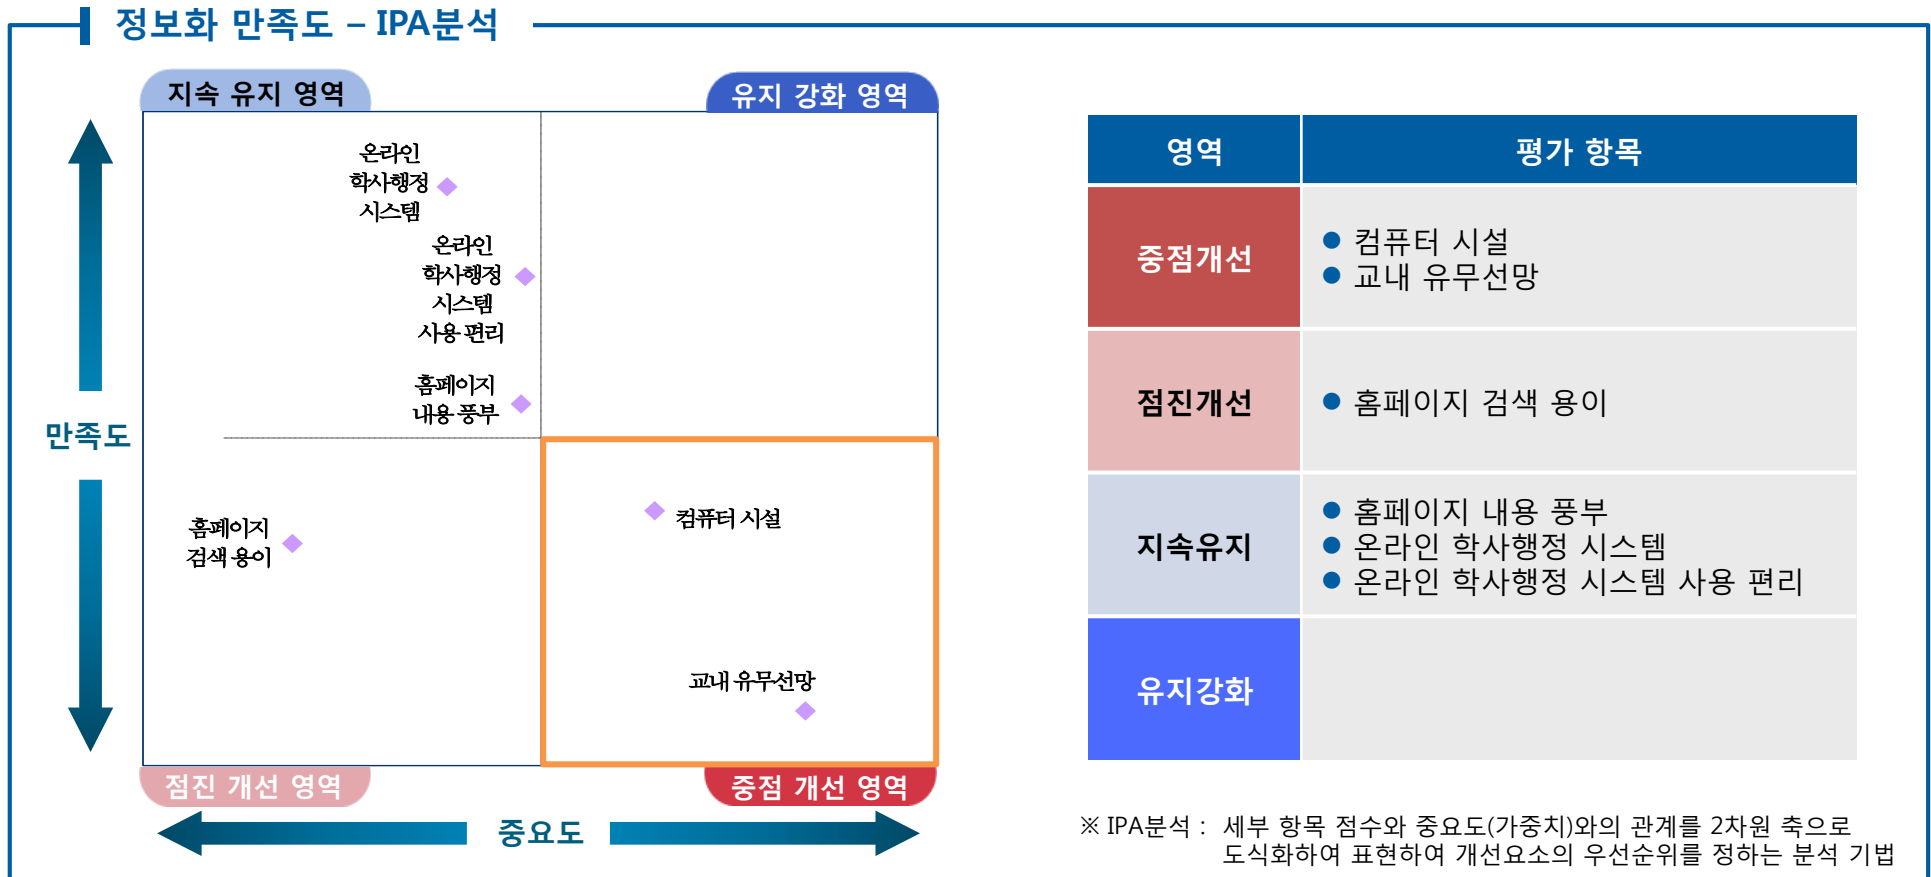 정보화 만족도 – IPA분석
지속 유지 영역
유지 강화 영역
온라인
학사행정
시스템
온라인
학사행정
시스템
사용 편리
홈페이지
내용 풍부
만족도
홈페이지
검색 용이
컴퓨터 시설
교내 유무선망
점진 개선 영역
중점 개선 영역
중요도
영역
평가 항목
중점개선
● 컴퓨터 시설
● 교내 유무선망
점진개선
● 홈페이지 검색 용이
지속유지
● 홈페이지 내용 풍부
● 온라인 학사행정 시스템
● 온라인 학사행정 시스템 사용 편리
유지강화
※ IPA분석 : 세부 항목 점수와 중요도(가중치)와의 관계를 2차원 축으로
도식화하여 표현하여 개선요소의 우선순위를 정하는 분석 기법